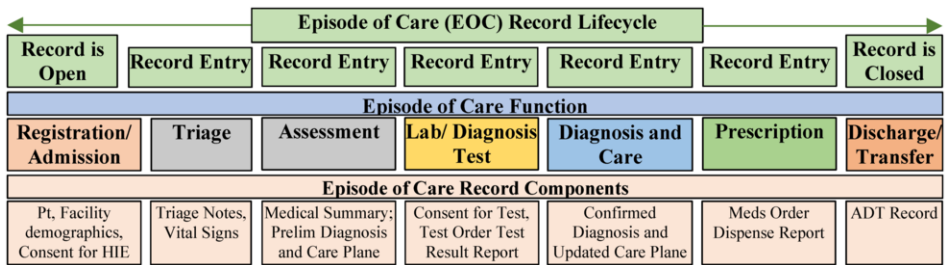 Episode of Care (EOC) Record Lifecycle
Record is
Open
Record Entry
Record Entry
Record Entry
Record Entry
Record Entry
Record is
Closed
Episode of Care Function
Registration/
Admission
Triage
Assessment
Lab/ Diagnosis
Test
Diagnosis and
Care
Prescription
Discharge/
Transfer
Episode of Care Record Components
Pt, Facility
demographics,
Consent for HIE
Triage Notes,
Vital Signs
Medical Summary;
Prelim Diagnosis
and Care Plane
Consent for Test,
Test Order Test
Result Report
Confirmed
Diagnosis and
Updated Care Plane
Meds Order
Dispense Report
ADT Record